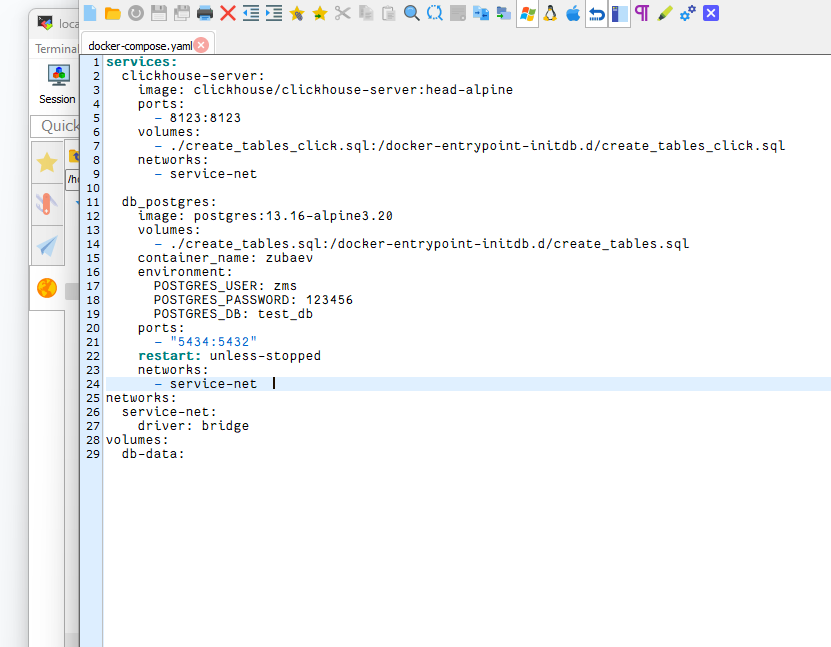 loca
Terminal
docker-compose.yaml
Session
Quick
/ho
1 services:
2   clickhouse-server:
3     image: clickhouse/clickhouse-server:head-alpine
4     ports:
5       - 8123:8123
6     volumes:
7       - ./create_tables_click.sql:/docker-entrypoint-initdb.d/create_tables_click.sql
8     networks:
9       - service-net
10
11   db_postgres:
12     image: postgres:13.16-alpine3.20
13     volumes:
14       - ./create_tables.sql:/docker-entrypoint-initdb.d/create_tables.sql
15     container_name: zubaev
16     environment:
17       POSTGRES_USER: zms
18       POSTGRES_PASSWORD: 123456
19       POSTGRES_DB: test_db
20     ports:
21       - "5434:5432"
22     restart: unless-stopped
23     networks:
24       - service-net
25 networks:
26   service-net:
27     driver: bridge
28 volumes:
29   db-data: